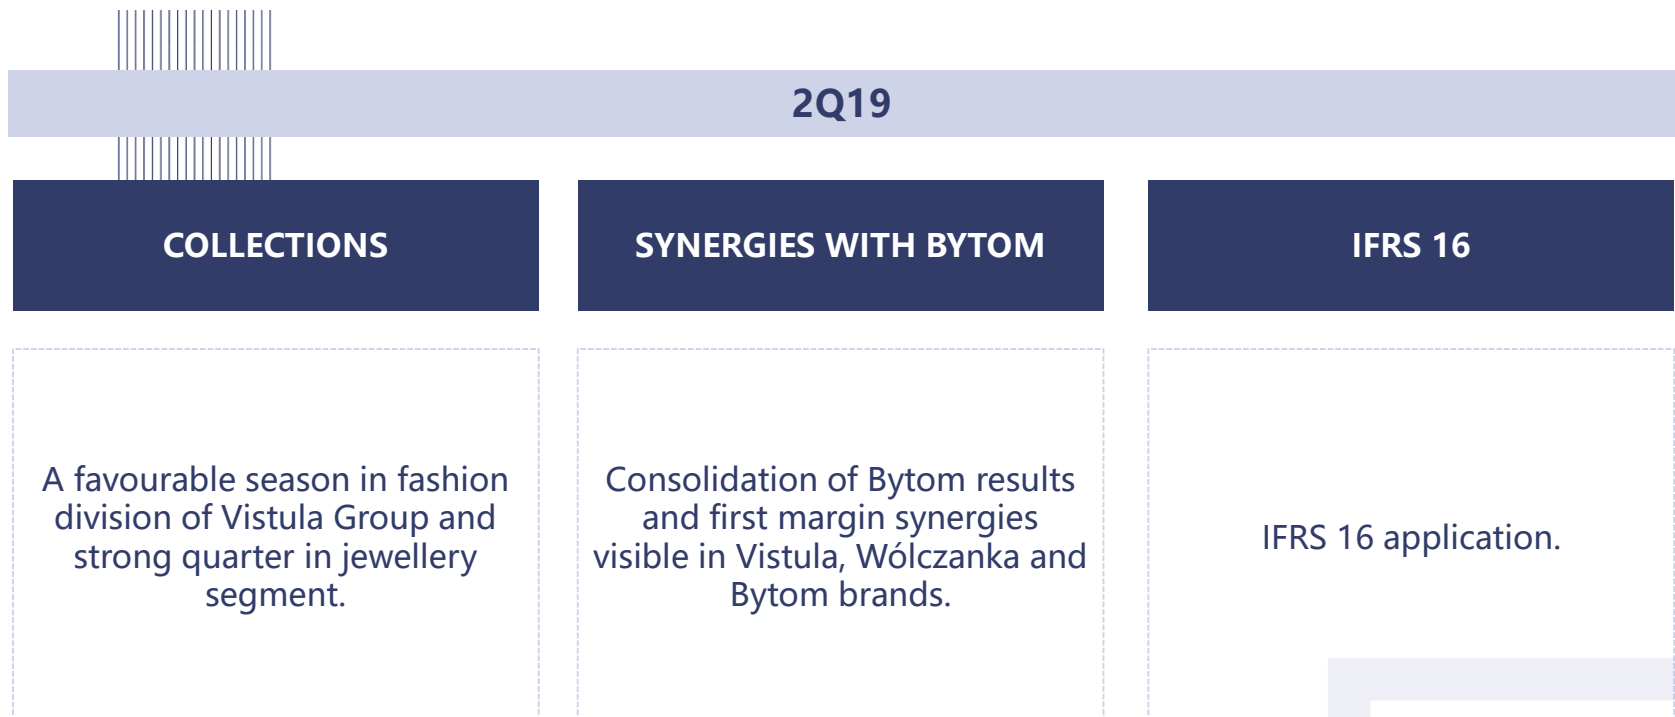 2Q19
COLLECTIONS
SYNERGIES WITH BYTOM
IFRS 16
A favourable season in fashion
division of Vistula Group and
strong quarter in jewellery
segment.
Consolidation of Bytom results
and first margin synergies
visible in Vistula, Wólczanka and
Bytom brands.
IFRS 16 application.